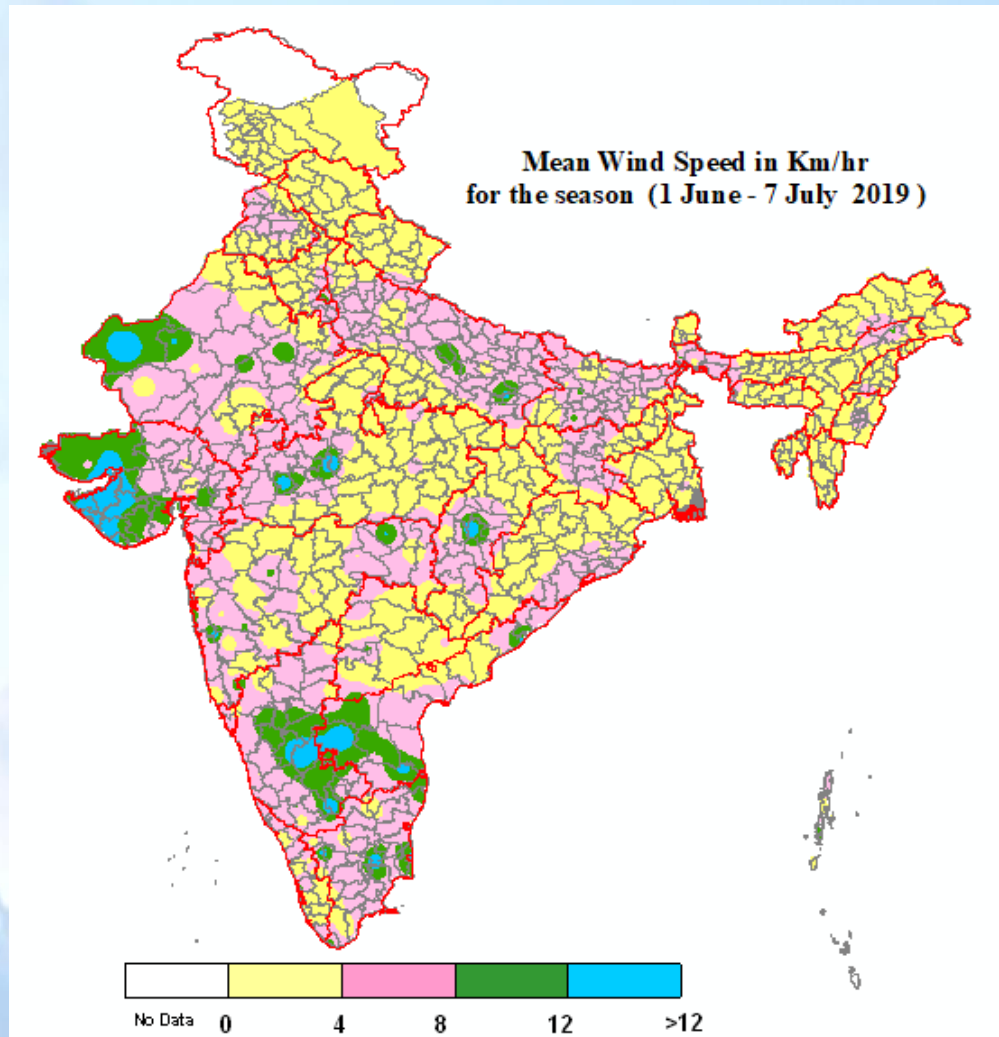 Mean Wind Speed in Km/hr
for the season (1 June - 7 July 2019 )
No Data 0 4 8 12 >12